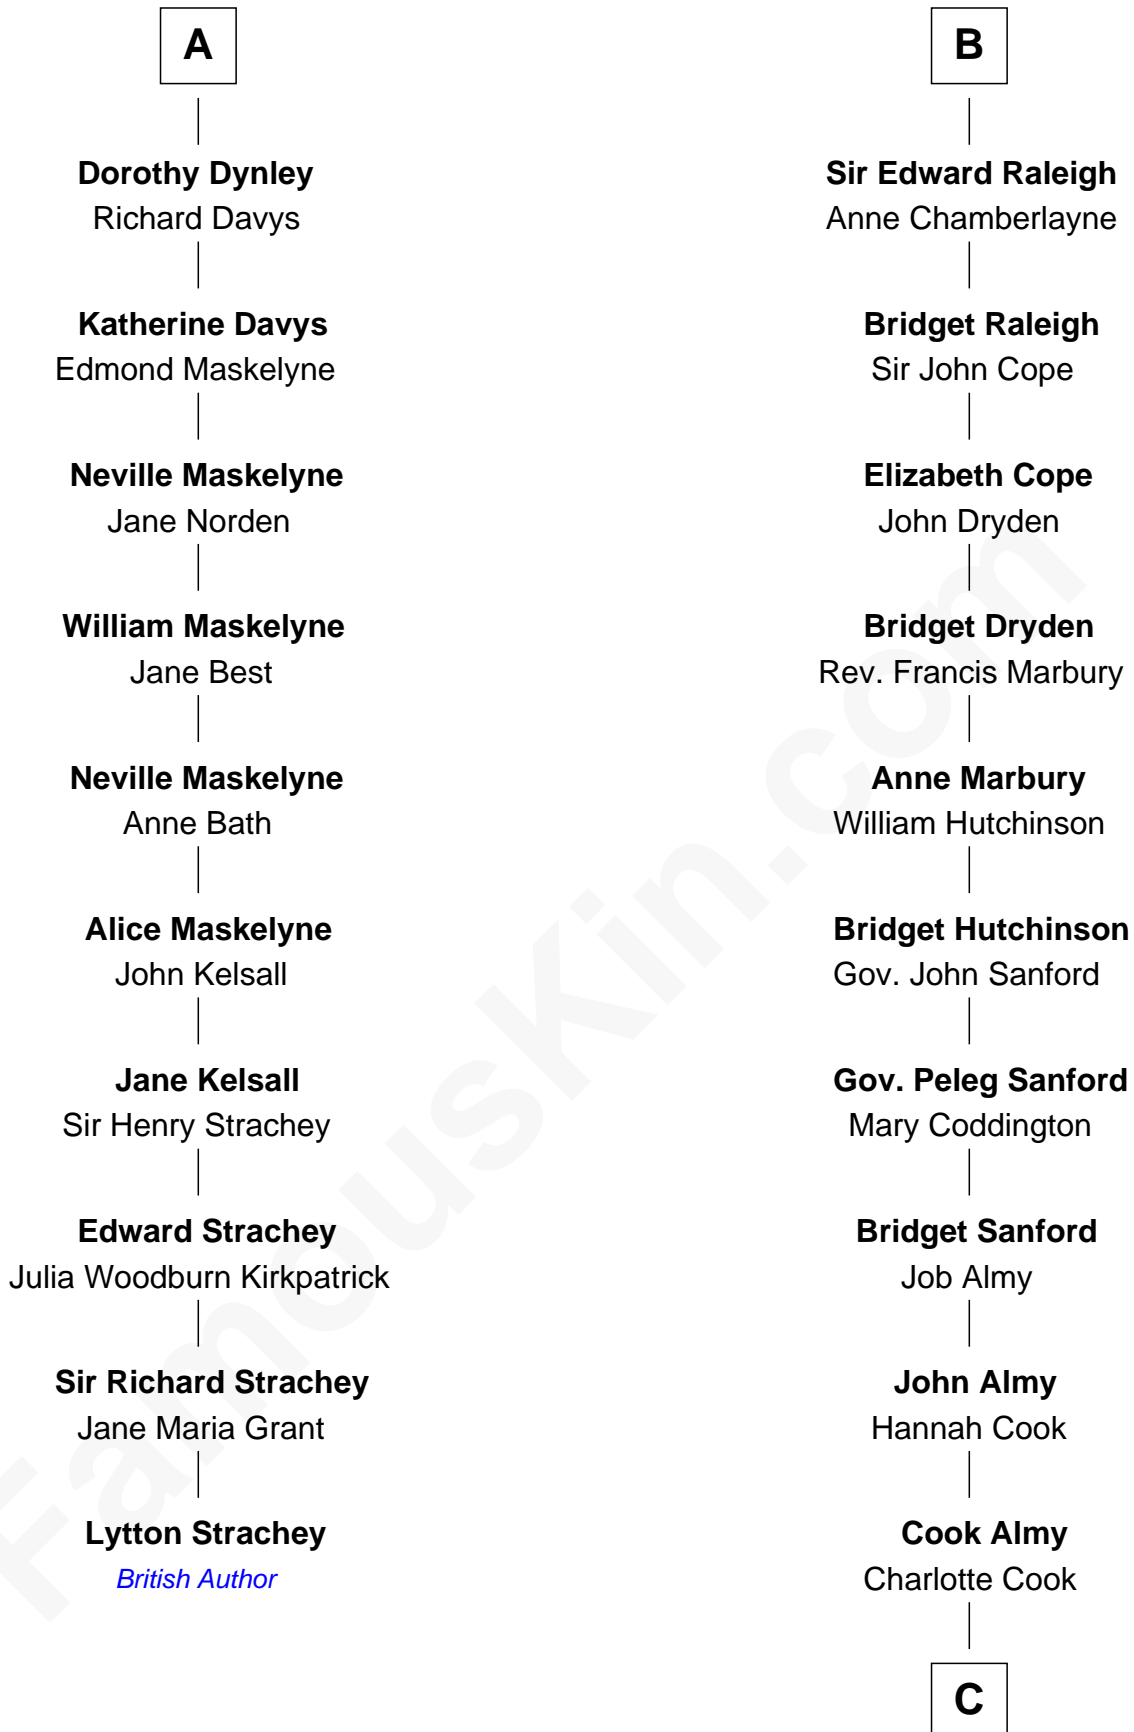 A
Dorothy Dynley
Richard Davys
Katherine Davys
Edmond Maskelyne
Neville Maskelyne
Jane Norden
William Maskelyne
Jane Best
Neville Maskelyne
Anne Bath
Alice Maskelyne
John Kelsall
Jane Kelsall
Sir Henry Strachey
Edward Strachey
Julia Woodburn Kirkpatrick
Sir Richard Strachey
Jane Maria Grant
Lytton Strachey
British Author
B
Sir Edward Raleigh
Anne Chamberlayne
Bridget Raleigh
Sir John Cope
Elizabeth Cope
John Dryden
Bridget Dryden
Rev. Francis Marbury
Anne Marbury
William Hutchinson
Bridget Hutchinson
Gov. John Sanford
Gov. Peleg Sanford
Mary Coddington
Bridget Sanford
Job Almy
John Almy
Hannah Cook
Cook Almy
Charlotte Cook
C
FamousKin.com